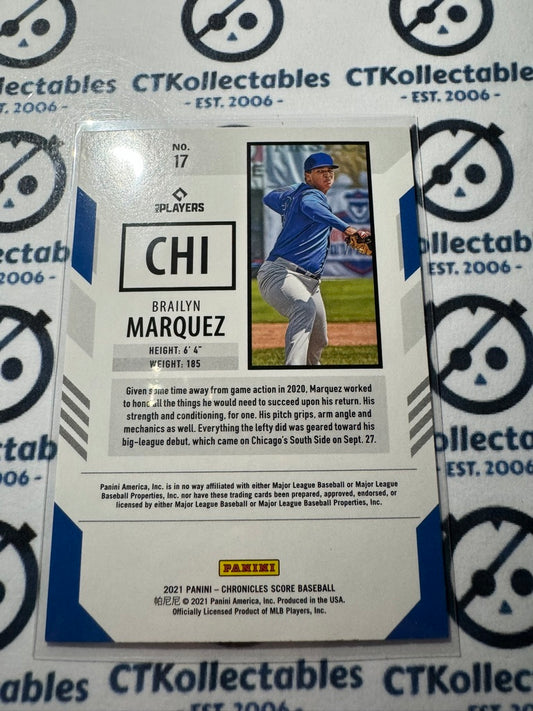 CTKollectables
- EST. 2006 -
NO.
17
MLB PLAYERS
CHI
BRAILYN
MARQUEZ
HEIGHT: 6' 4"
WEIGHT: 185
Given some time away from game action in 2020, Marquez worked
to hone all the things he would need to succeed upon his return. His
strength and conditioning, for one. His pitch grips, arm angle and
mechanics as well. Everything the lefty did was geared toward his
big-league debut, which came on Chicago's South Side on Sept. 27.
Panini America, Inc. is in no way affiliated with either Major League Baseball or Major League
Baseball Properties, Inc. nor have these trading cards been prepared, approved, endorsed, or
licensed by either Major League Baseball or Major League Baseball Properties, Inc.
PANINI
2021 PANINI – CHRONICLES SCORE BASEBALL
帕尼尼 © 2021 Panini America, Inc. Produced in the USA.
Officially Licensed Product of MLB Players, Inc.
CTKollectables